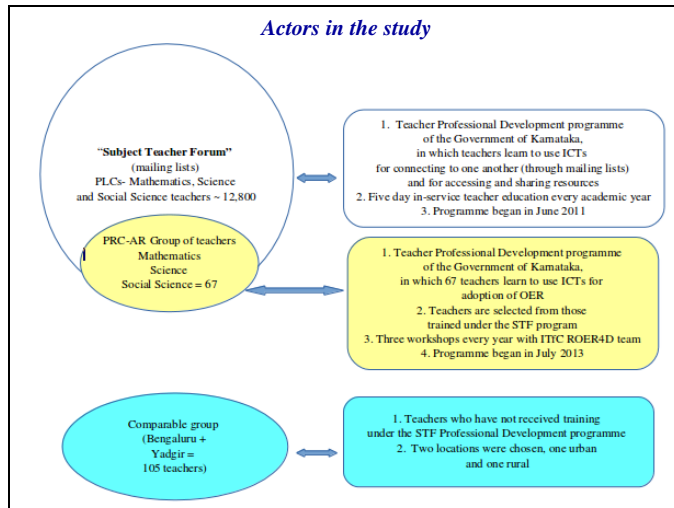 Actors in the study
"Subject Teacher Forum"
(mailing lists)
PLCs- Mathematics, Science
and Social Science teachers ~ 12,800
1. Teacher Professional Development programme
of the Government of Karnataka,
in which teachers learn to use ICTs
for connecting to one another (through mailing lists)
and for accessing and sharing resources
2. Five day in-service teacher education every academic year
3. Programme began in June 2011
PRC-AR Group of teachers
Mathematics
Science
Social Science = 67
1. Teacher Professional Development programme
of the Government of Karnataka,
in which 67 teachers learn to use ICTs for
adoption of OER
2. Teachers are selected from those
trained under the STF program
3. Three workshops every year with ITfC ROER4D team
4. Programme began in July 2013
Comparable group
(Bengaluru +
Yadgir =
105 teachers)
1. Teachers who have not received training
under the STF Professional Development programme
2. Two locations were chosen, one urban
and one rural